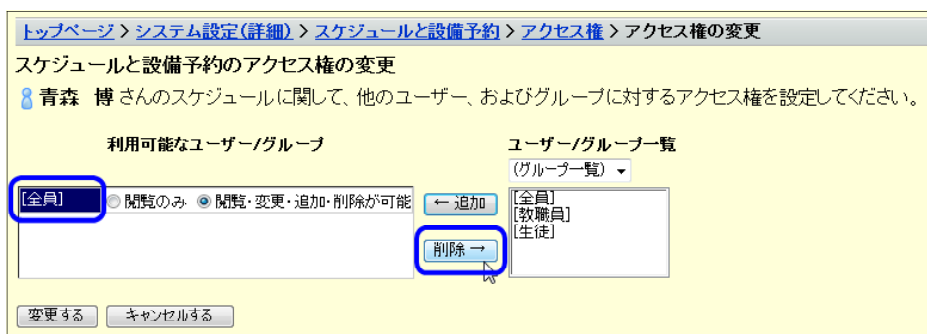 トップページ > システム設定(詳細) > スケジュールと設備予約 > アクセス権 > アクセス権の変更
スケジュールと設備予約のアクセス権の変更
青森 博 さんのスケジュールに関して、他のユーザー、およびグループに対するアクセス権を設定してください。
利用可能なユーザー/グループ
ユーザー/グループ一覧
(グループ一覧)
[全員] 閲覧のみ 閲覧・変更・追加・削除が可能
← 追加
削除 →
[全員]
[教職員]
[生徒]
変更する キャンセルする